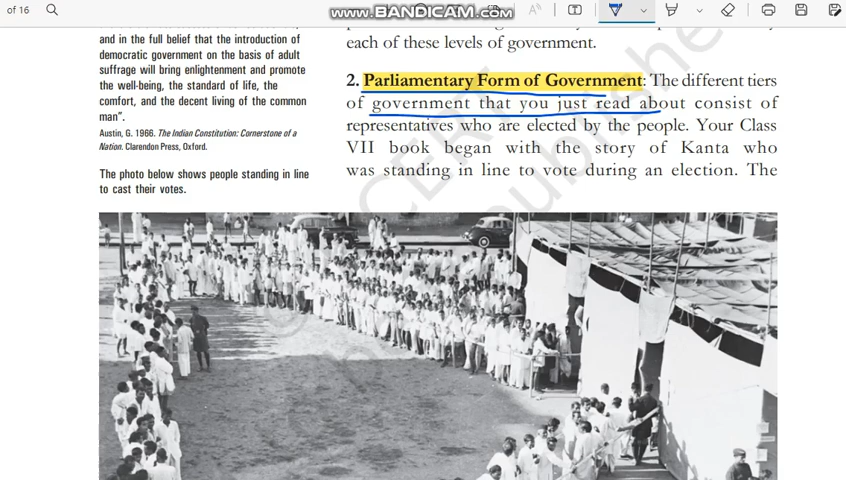 of 16
www.BANDICAM.com
and in the full belief that the introduction of
democratic government on the basis of adult
suffrage will bring enlightenment and promote
the well-being, the standard of life, the
comfort, and the decent living of the common
man”.
Austin, G. 1966. The Indian Constitution: Cornerstone of a
Nation. Clarendon Press, Oxford.
The photo below shows people standing in line
to cast their votes.
each of these levels of government.
2. Parliamentary Form of Government: The different tiers
of government that you just read about consist of
representatives who are elected by the people. Your Class
VII book began with the story of Kanta who
was standing in line to vote during an election. The